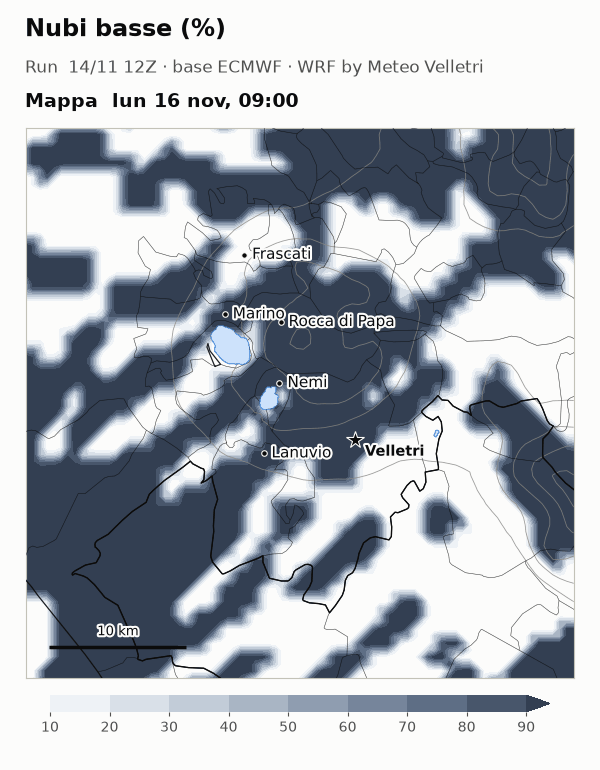 Nubi basse (%)
Run  14/11 12Z · base ECMWF · WRF by Meteo Velletri
Mappa  lun 16 nov, 09:00
Frascati
Marino
Rocca di Papa
Nemi
Velletri
Lanuvio
10 km
10 20 30 40 50 60 70 80 90